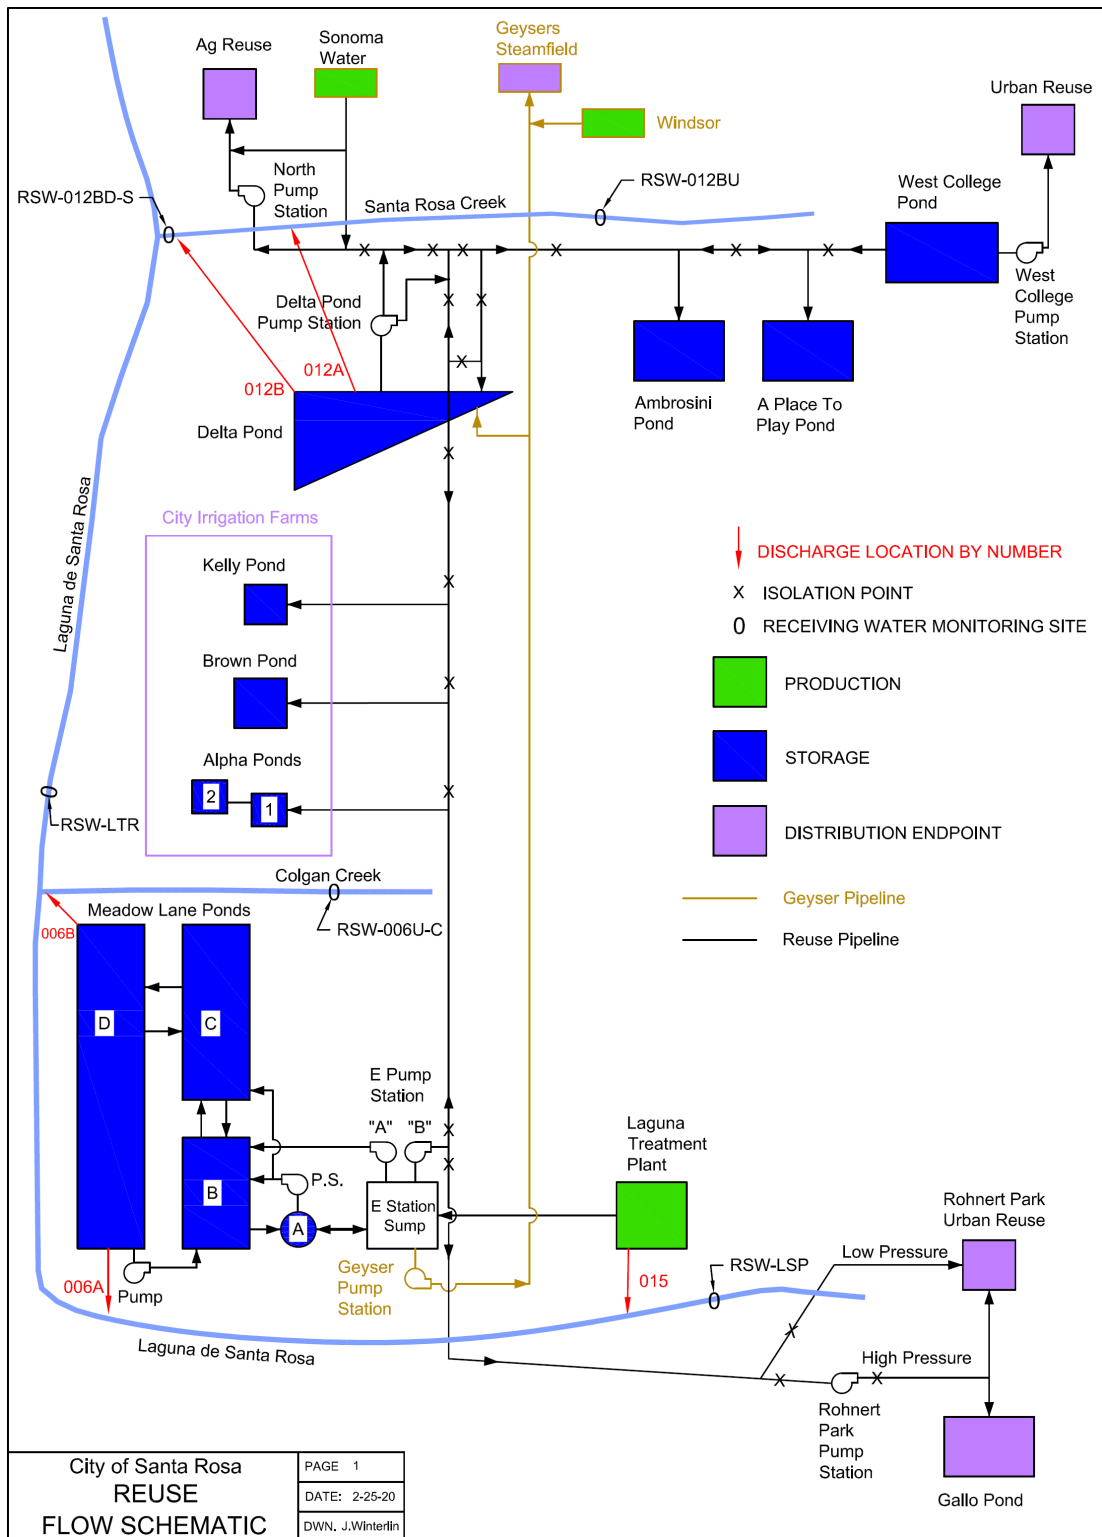 Ag Reuse
Sonoma
Water
Geysers
Steamfield
Windsor
Urban Reuse
RSW-012BD-S
North
Pump
Station
Santa Rosa Creek
RSW-012BU
West College
Pond
West
College
Pump
Station
Delta Pond
Pump Station
012A
012B
Delta Pond
Ambrosini
Pond
A Place To
Play Pond
Laguna de Santa Rosa
City Irrigation Farms
Kelly Pond
Brown Pond
Alpha Ponds
2
1
DISCHARGE LOCATION BY NUMBER
X ISOLATION POINT
0 RECEIVING WATER MONITORING SITE
PRODUCTION
STORAGE
DISTRIBUTION ENDPOINT
Geyser Pipeline
Reuse Pipeline
RSW-LTR
Colgan Creek
RSW-006U-C
Meadow Lane Ponds
006B
D
C
B
A
P.S.
E Pump
Station
"A" "B"
E Station
Sump
Laguna
Treatment
Plant
Geyser
Pump
Station
Pump
006A
015
RSW-LSP
Laguna de Santa Rosa
Rohnert Park
Urban Reuse
Low Pressure
High Pressure
Rohnert
Park
Pump
Station
Gallo Pond
City of Santa Rosa
REUSE
FLOW SCHEMATIC
PAGE 1
DATE: 2-25-20
DWN. J.Winterlin